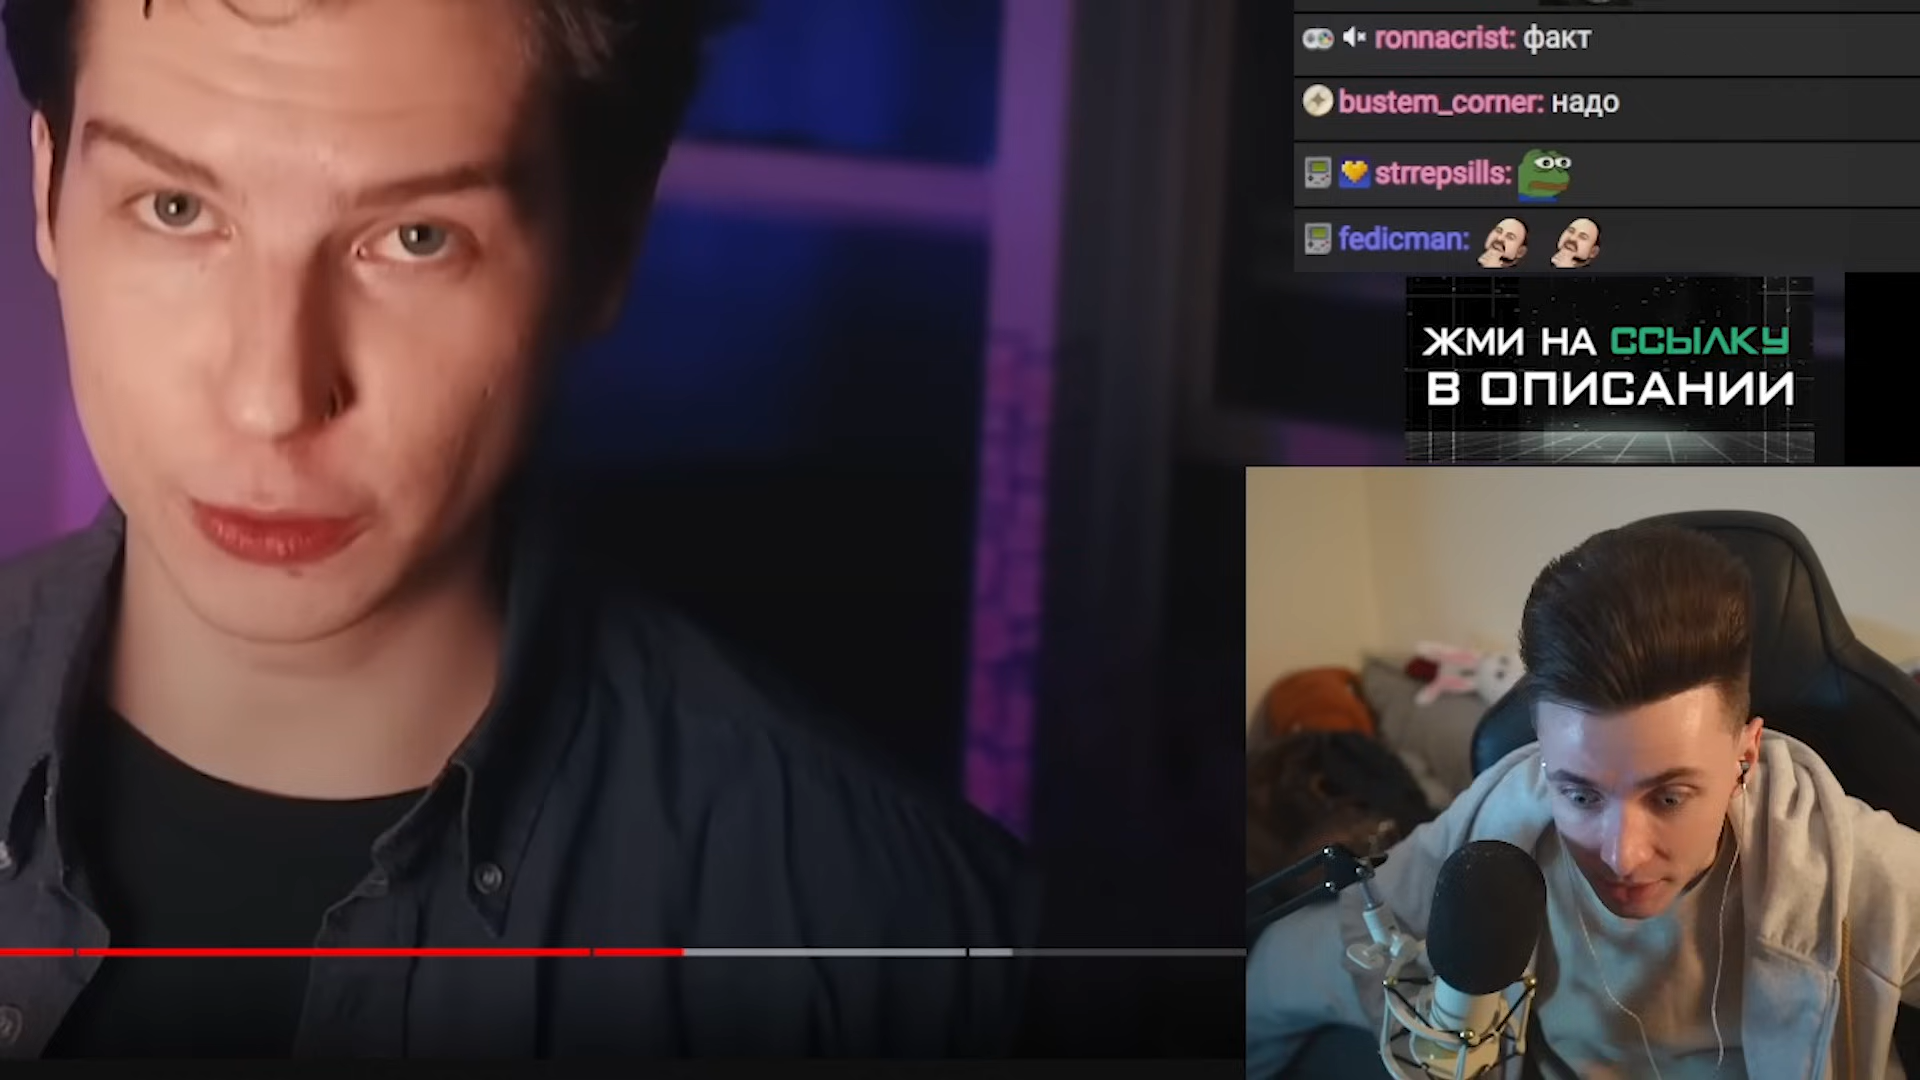 ronnacrist: факт
bustem_corner: надо
strrepsills:
fedicman:
ЖМИ НА ССЫЛКУ
В ОПИСАНИИ